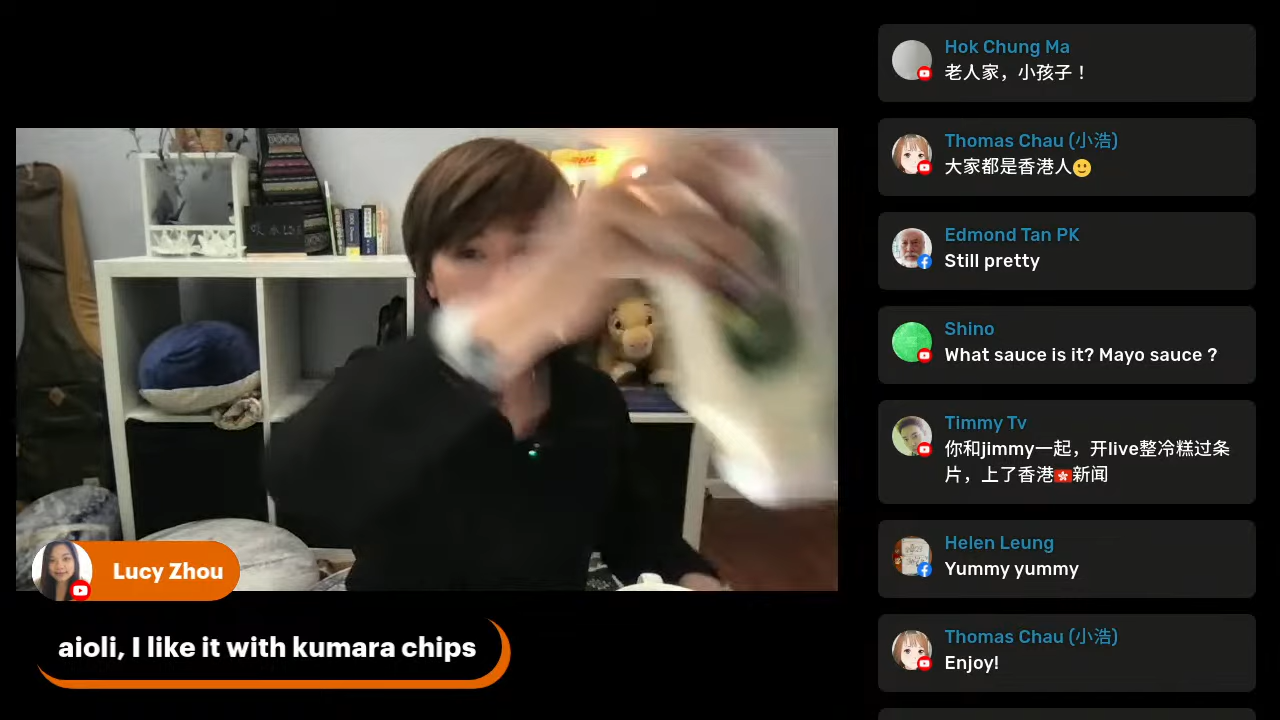 Hok Chung Ma
老人家，小孩子！
Thomas Chau (小浩)
大家都是香港人🙂
Edmond Tan PK
Still pretty
Shino
What sauce is it? Mayo sauce ?
Timmy Tv
你和jimmy一起，开live整冷糕过条
片，上了香港🇭🇰新闻
Helen Leung
Yummy yummy
Thomas Chau (小浩)
Enjoy!
Lucy Zhou
aioli, I like it with kumara chips